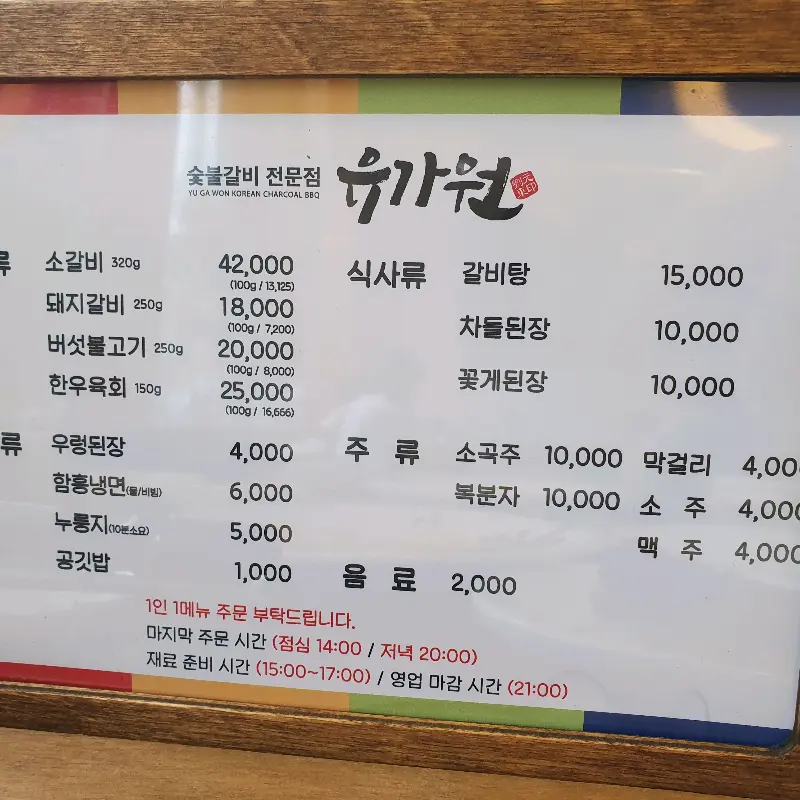 숯불갈비 전문점 유가원
YU GA WON KOREAN CHARCOAL BBQ
류 소갈비 320g 42,000
(100g / 13,125)
돼지갈비 250g 18,000
(100g / 7,200)
버섯불고기 250g 20,000
(100g / 8,000)
한우육회 150g 25,000
(100g / 16,666)
류 우렁된장 4,000
함흥냉면(물/비빔) 6,000
누룽지(10분소요) 5,000
공깃밥 1,000
식사류 갈비탕 15,000
차돌된장 10,000
꽃게된장 10,000
주 류 소곡주 10,000 막걸리 4,000
복분자 10,000 소 주 4,000
맥 주 4,000
음 료 2,000
1인 1메뉴 주문 부탁드립니다.
마지막 주문 시간 (점심 14:00 / 저녁 20:00)
재료 준비 시간 (15:00~17:00) / 영업 마감 시간 (21:00)